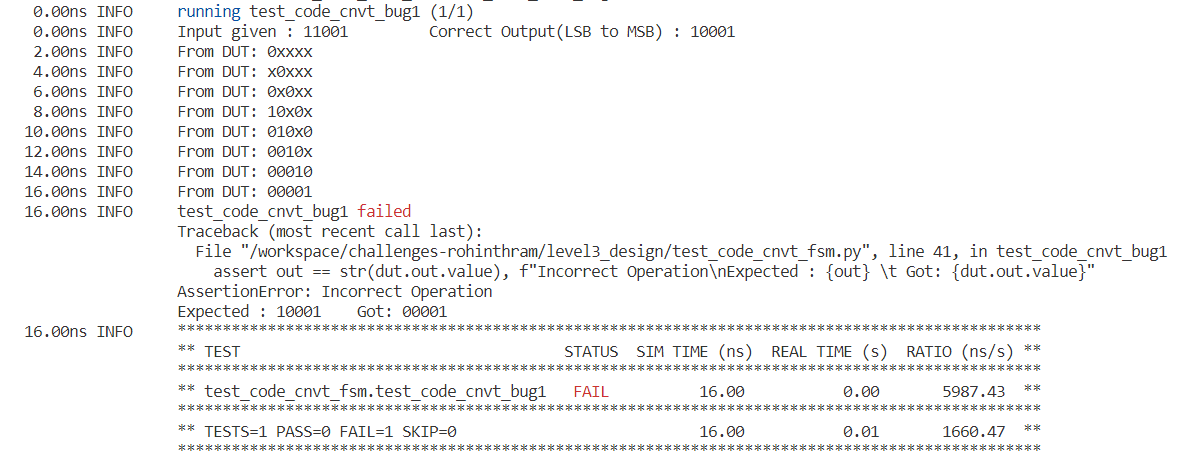 0.00ns INFO     running test_code_cnvt_bug1 (1/1)
0.00ns INFO     Input given : 11001         Correct Output(LSB to MSB) : 10001
2.00ns INFO     From DUT: 0xxxx
4.00ns INFO     From DUT: x0xxx
6.00ns INFO     From DUT: 0x0xx
8.00ns INFO     From DUT: 10x0x
10.00ns INFO     From DUT: 010x0
12.00ns INFO     From DUT: 0010x
14.00ns INFO     From DUT: 00010
16.00ns INFO     From DUT: 00001
16.00ns INFO     test_code_cnvt_bug1 failed
Traceback (most recent call last):
  File "/workspace/challenges-rohinthram/level3_design/test_code_cnvt_fsm.py", line 41, in test_code_cnvt_bug1
    assert out == str(dut.out.value), f"Incorrect Operation\nExpected : {out} \t Got: {dut.out.value}"
AssertionError: Incorrect Operation
Expected : 10001    Got: 00001
16.00ns INFO     ************************************************************************************************
** TEST                                    STATUS  SIM TIME (ns)  REAL TIME (s)  RATIO (ns/s) **
************************************************************************************************
** test_code_cnvt_fsm.test_code_cnvt_bug1   FAIL          16.00           0.00       5987.43  **
************************************************************************************************
** TESTS=1 PASS=0 FAIL=1 SKIP=0                           16.00           0.01       1660.47  **
************************************************************************************************